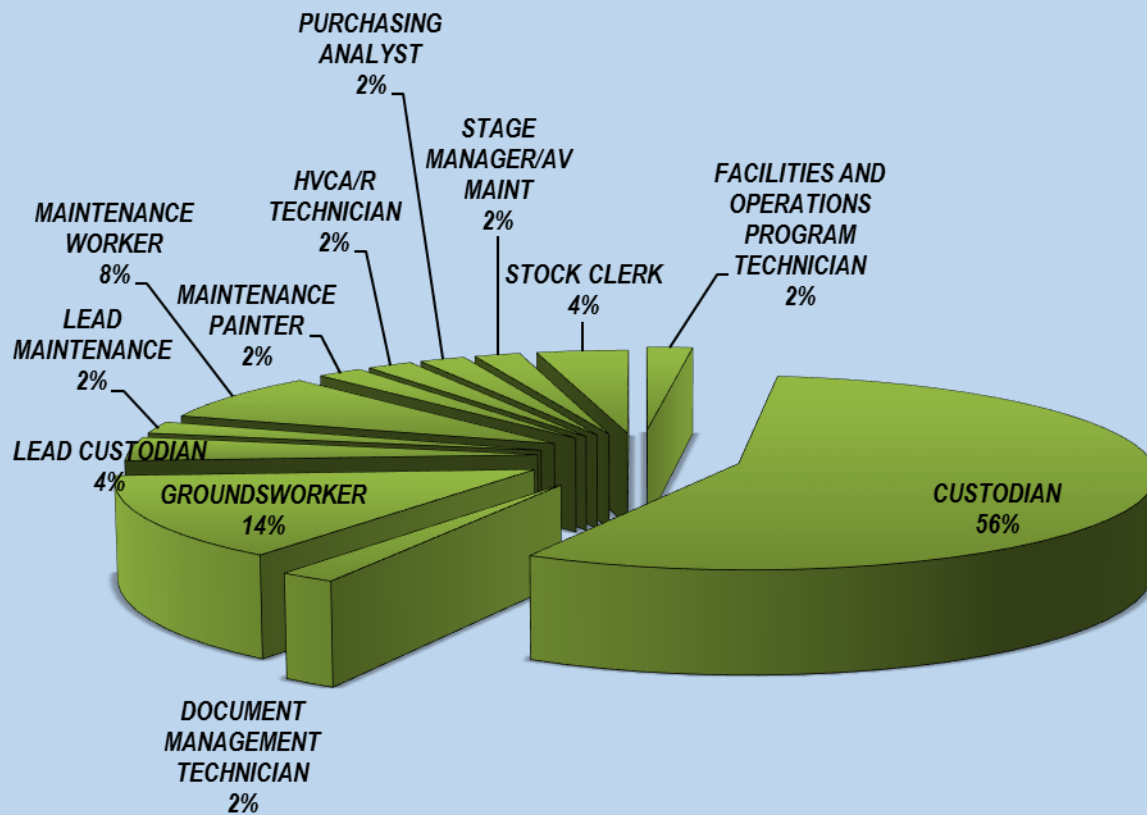 PURCHASING
ANALYST
2%
STAGE
MANAGER/AV
MAINT
2%
FACILITIES AND
OPERATIONS
PROGRAM
TECHNICIAN
2%
HVCA/R
TECHNICIAN
2%
MAINTENANCE
WORKER
8%
STOCK CLERK
4%
MAINTENANCE
PAINTER
2%
LEAD
MAINTENANCE
2%
LEAD CUSTODIAN
4%
GROUNDSWORKER
14%
CUSTODIAN
56%
DOCUMENT
MANAGEMENT
TECHNICIAN
2%